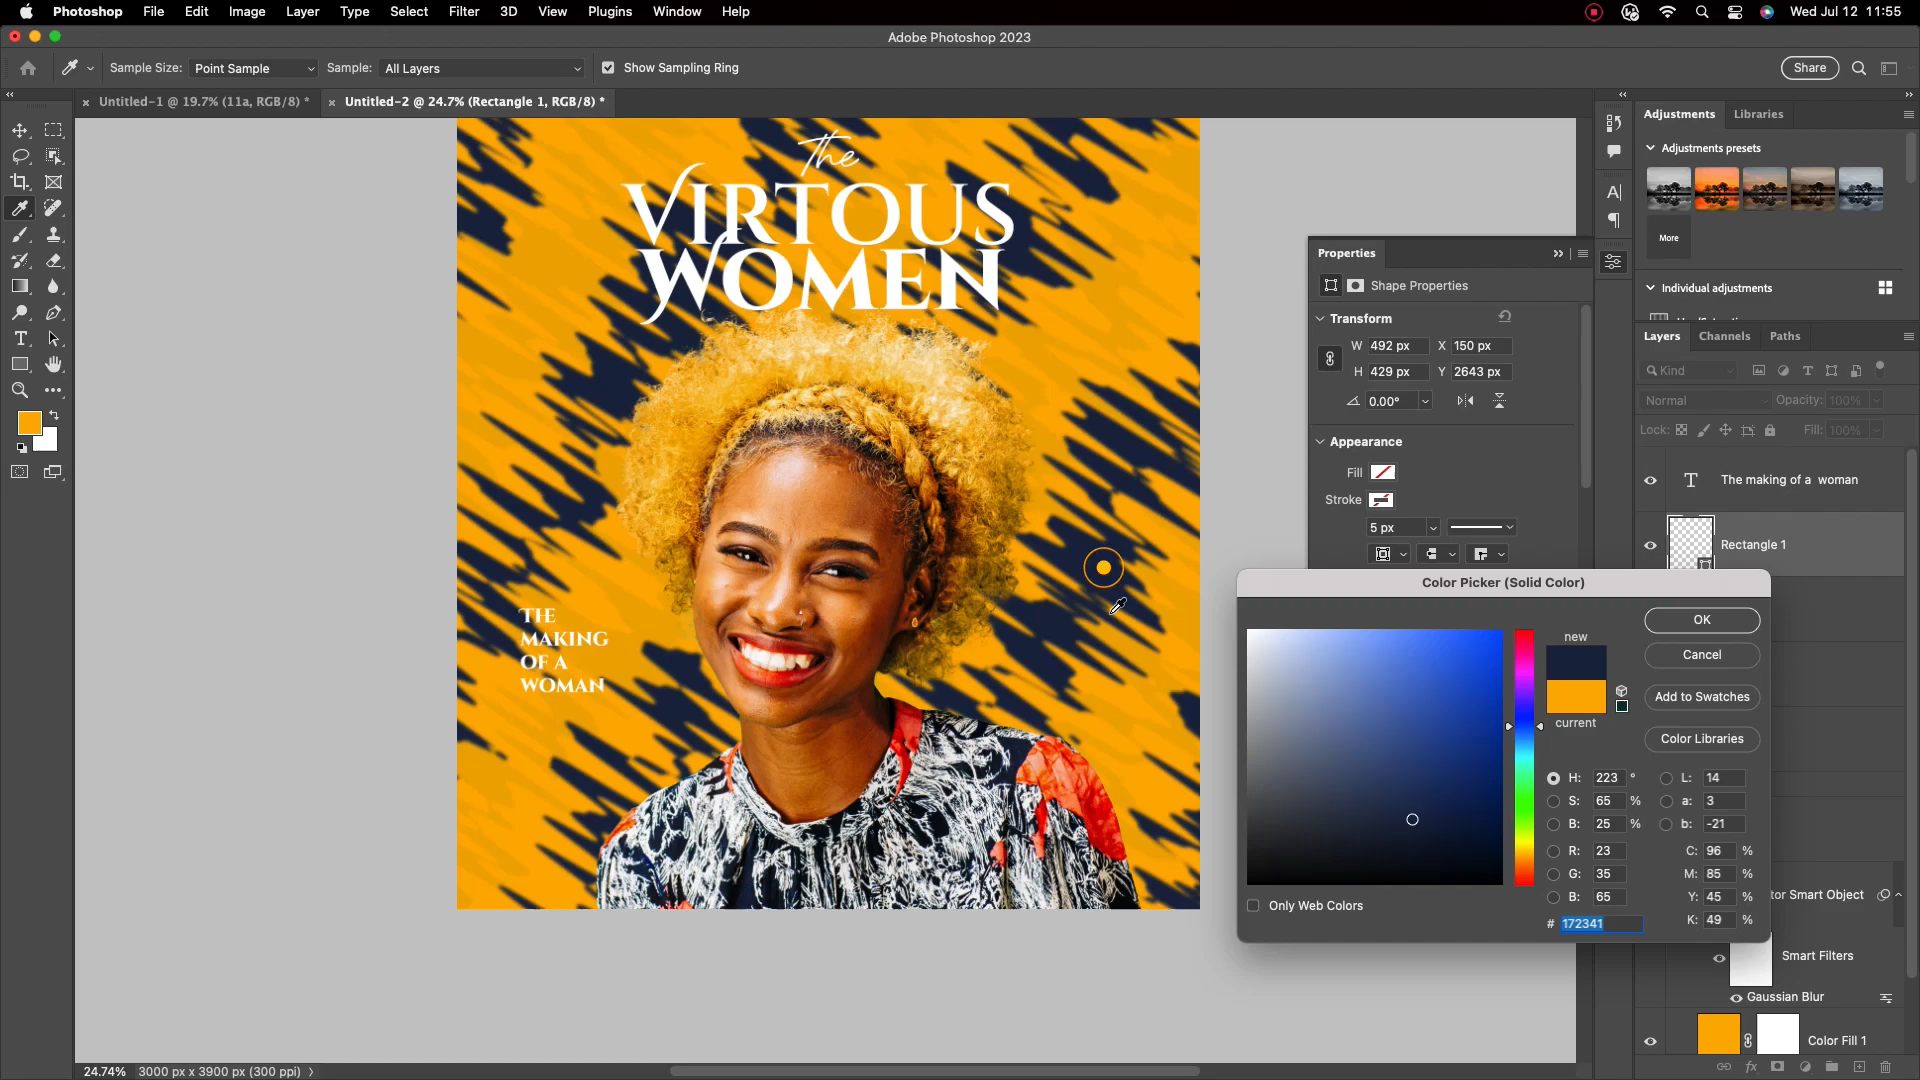 Photoshop File Edit Image Layer Type Select Filter 3D View Plugins Window Help Wed Jul 12 11:55
Adobe Photoshop 2023
Sample Size: Point Sample Sample: All Layers Show Sampling Ring Share
Untitled-1 @ 19.7% (11a, RGB/8) * Untitled-2 @ 24.7% (Rectangle 1, RGB/8) *
The
VIRTOUS
WOMEN
THE
MAKING
OF A
WOMAN
Properties
Shape Properties
Transform
W 492 px X 150 px
H 429 px Y 2643 px
0.00°
Appearance
Fill
Stroke
5 px
Adjustments Libraries
Adjustments presets
More
Individual adjustments
Layers Channels Paths
Kind
Normal Opacity: 100%
Lock: Fill: 100%
The making of a woman
Rectangle 1
Color Picker (Solid Color)
new
current
OK
Cancel
Add to Swatches
Color Libraries
H: 223 ° L: 14
S: 65 % a: 3
B: 25 % b: -21
R: 23 C: 96 %
G: 35 M: 85 %
B: 65 Y: 45 %
K: 49 %
# 172341
Only Web Colors
tor Smart Object
Smart Filters
Gaussian Blur
Color Fill 1
24.74% 3000 px x 3900 px (300 ppi)